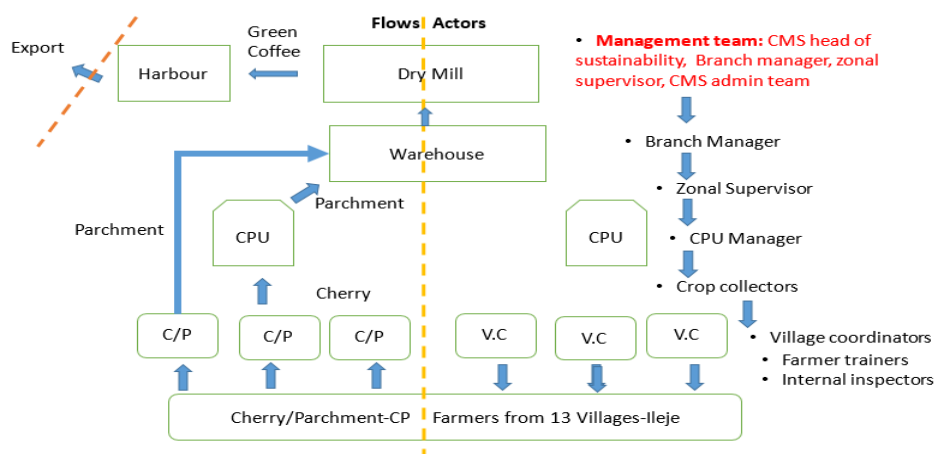 Flows Actors
Export
Green
Coffee
Harbour
Dry Mill
• Management team: CMS head of
sustainability, Branch manager, zonal
supervisor, CMS admin team
• Branch Manager
Warehouse
• Zonal Supervisor
Parchment
Parchment
CPU
CPU
• CPU Manager
Cherry
• Crop collectors
C/P
C/P
C/P
V.C
V.C
V.C
• Village coordinators
• Farmer trainers
• Internal inspectors
Cherry/Parchment-CP Farmers from 13 Villages-Ileje